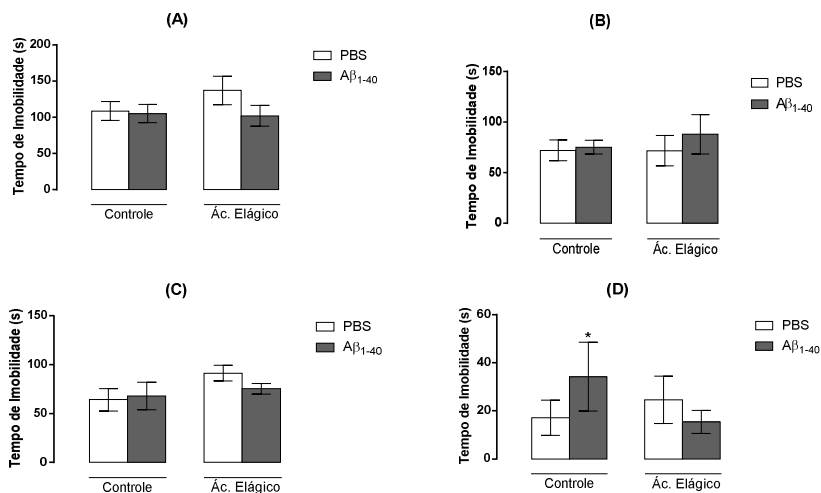 (A)
Tempo de Imobilidade (s)
200
150
100
50
0
PBS
Aβ1-40
Controle
Ác. Elágico
(B)
Tempo de Imobilidade (s)
150
100
50
0
PBS
Aβ1-40
Controle
Ác. Elágico
(C)
Tempo de Imobilidade (s)
150
100
50
0
PBS
Aβ1-40
Controle
Ác. Elágico
(D)
Tempo de Imobilidade (s)
60
40
20
0
*
PBS
Aβ1-40
Controle
Ác. Elágico